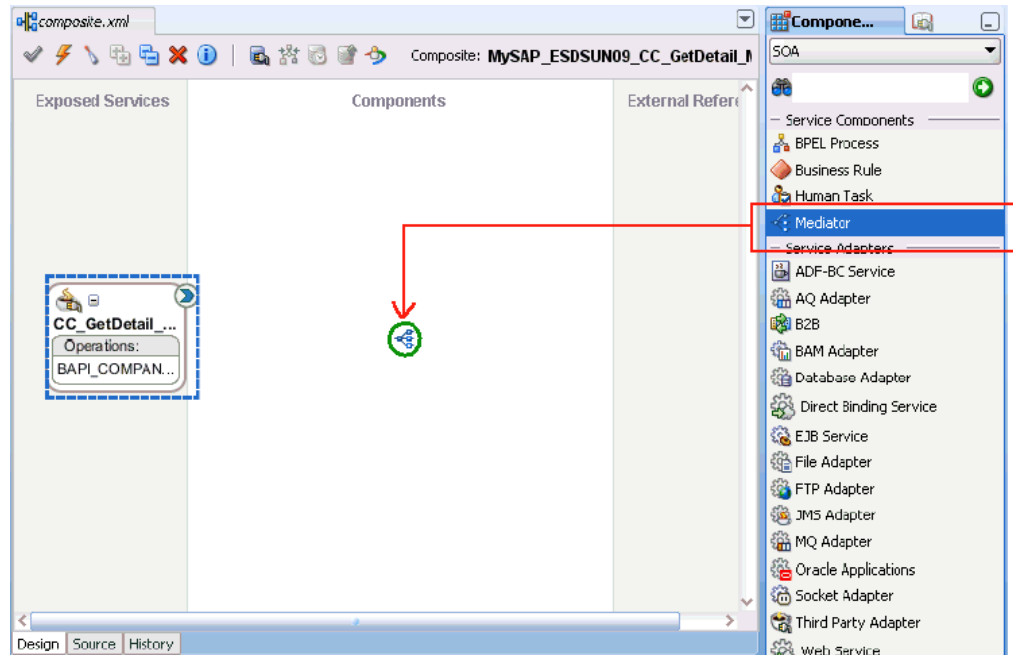 composite.xml
Composite: MySAP_ESDSUN09_CC_GetDetail_M
Exposed Services
Components
External Refere
CC_GetDetail_...
Operations:
BAPI_COMPAN...
Design Source History
Compone...
SOA
Service Components
BPEL Process
Business Rule
Human Task
Mediator
Service Adapters
ADF-BC Service
AQ Adapter
B2B
BAM Adapter
Database Adapter
Direct Binding Service
EJB Service
File Adapter
FTP Adapter
JMS Adapter
MQ Adapter
Oracle Applications
Socket Adapter
Third Party Adapter
Web Service